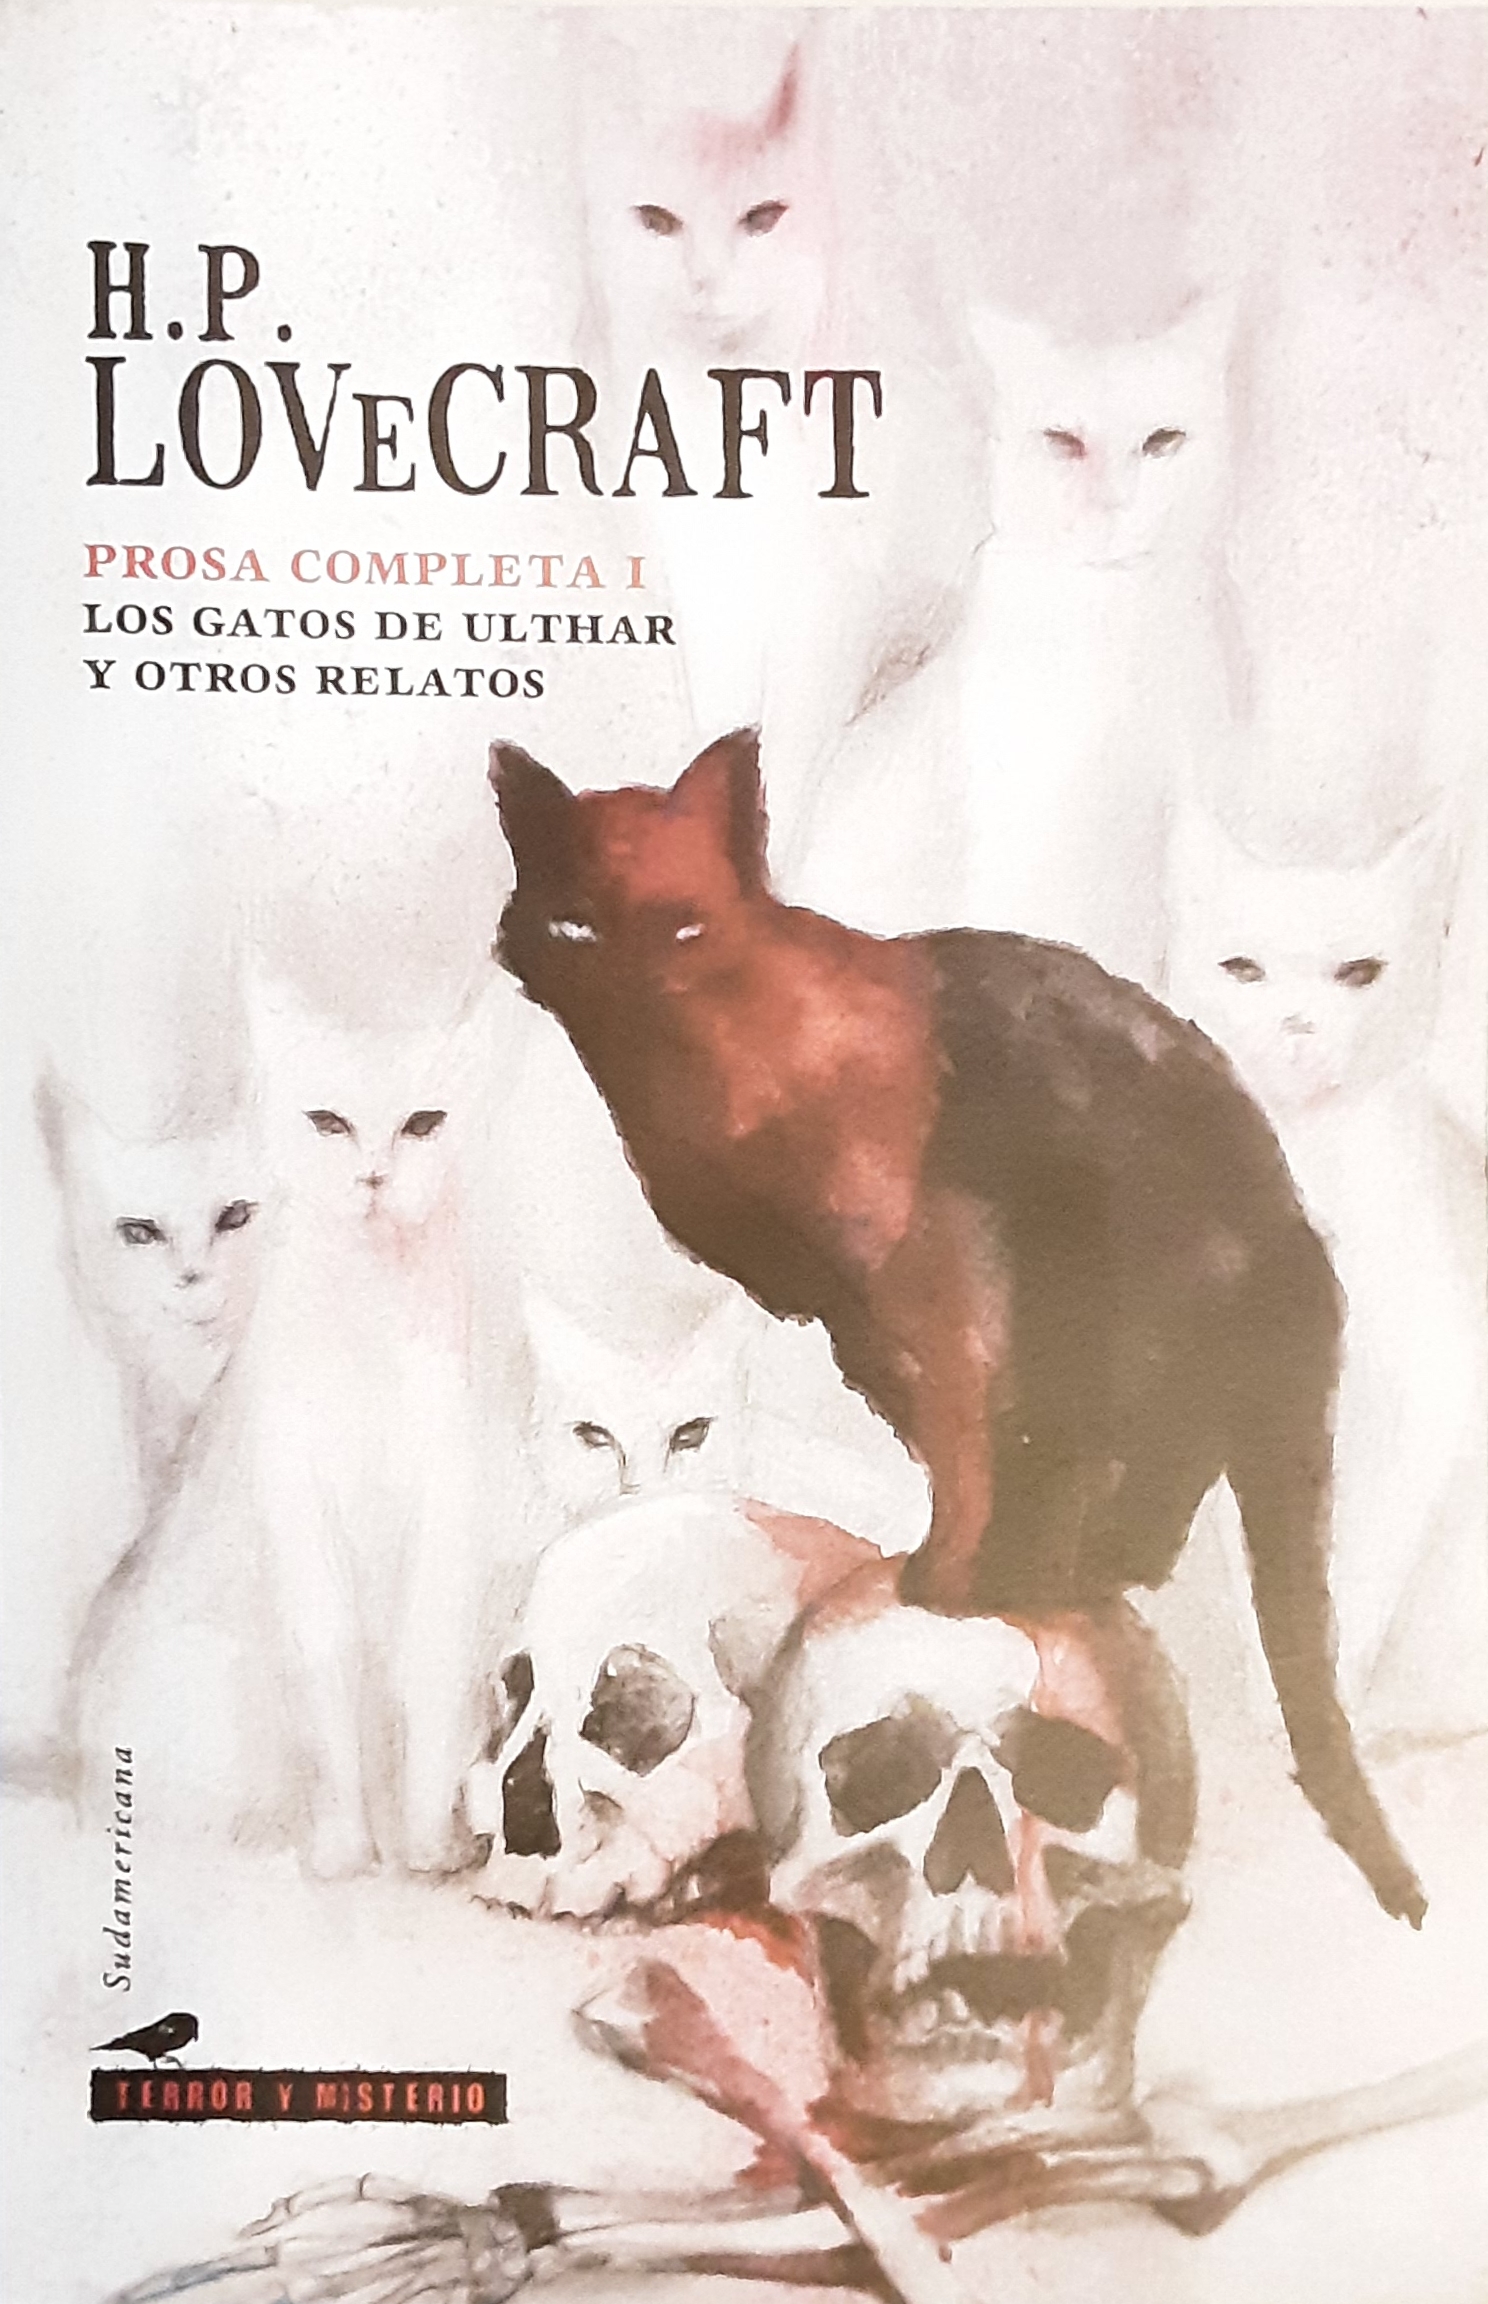 H.P.
LOVeCRAFT
PROSA COMPLETA I
LOS GATOS DE ULTHAR
Y OTROS RELATOS
Sudamericana
TERROR Y MiSTERIO